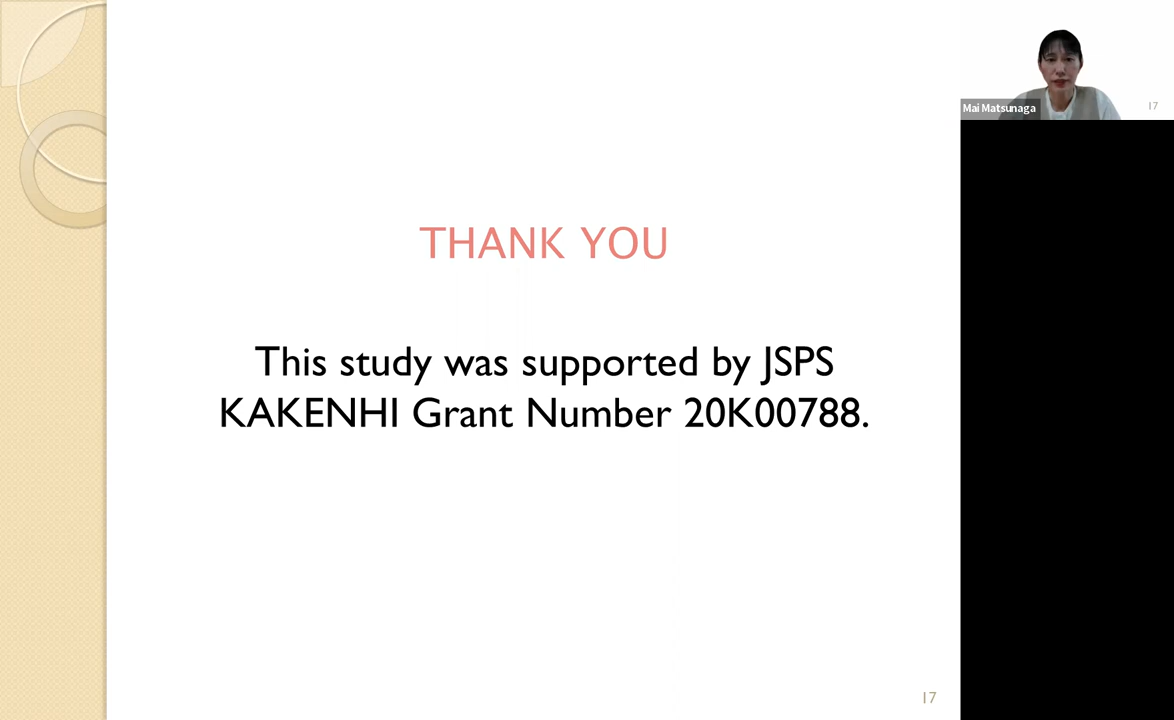 Mai Matsunaga
17
THANK YOU
This study was supported by JSPS
KAKENHI Grant Number 20K00788.
17